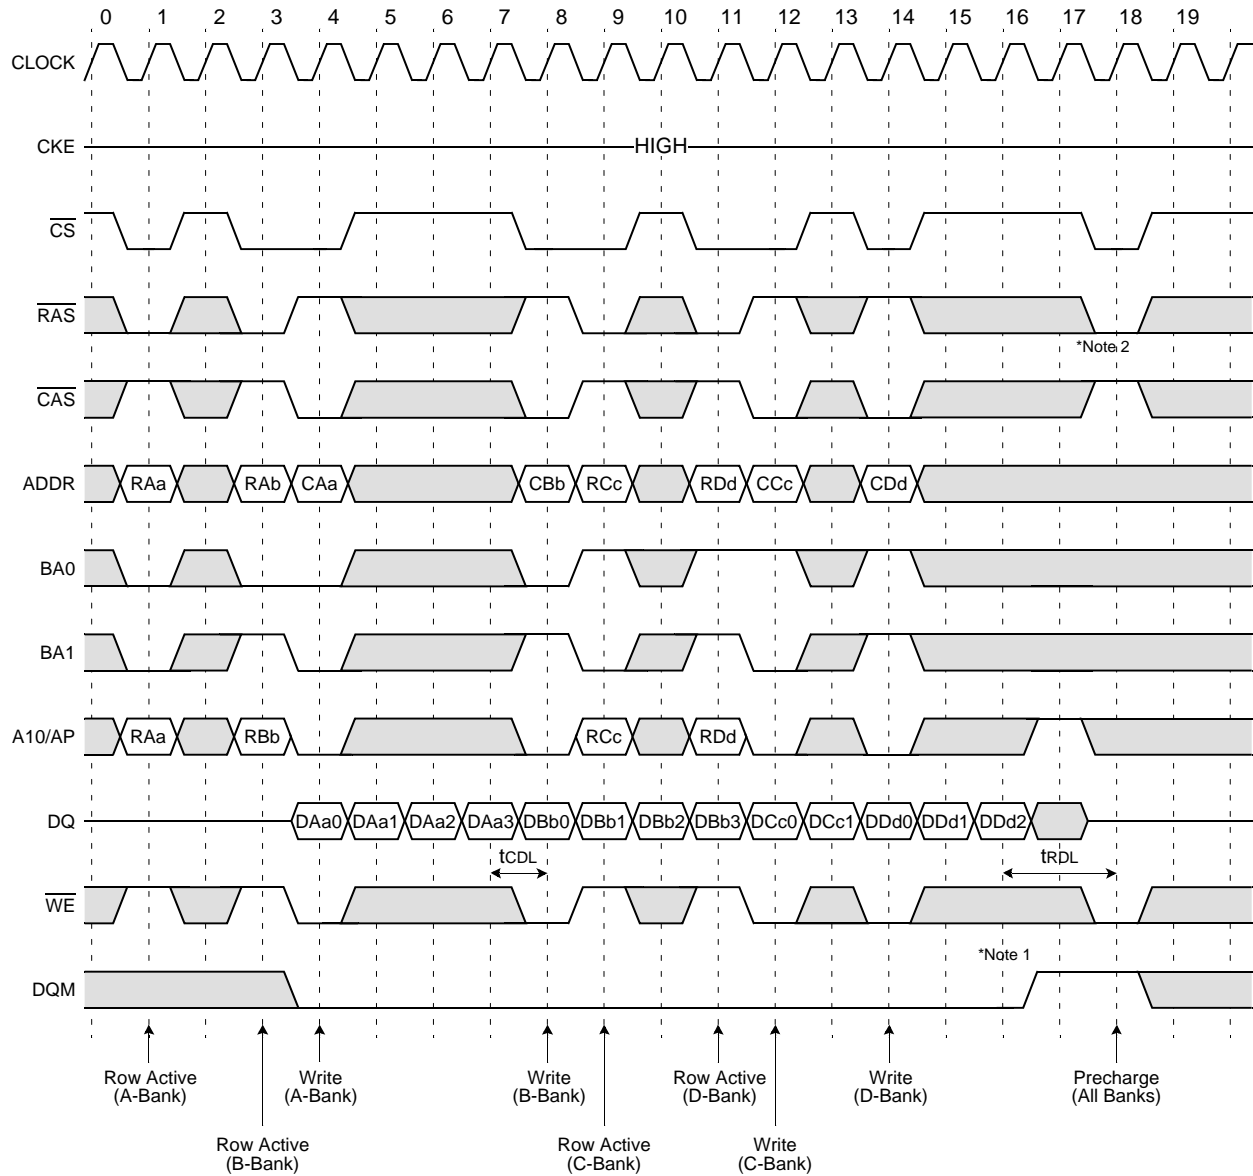 0 1 2 3 4 5 6 7 8 9 10 11 12 13 14 15 16 17 18 19
CLOCK
CKE
HIGH
CS
RAS
*Note 2
CAS
ADDR RAa RAb CAa CBb RCc RDd CCc CDd
BA0
BA1
A10/AP RAa RBb RCc RDd
DQ DAa0 DAa1 DAa2 DAa3 DBb0 DBb1 DBb2 DBb3 DCc0 DCc1 DDd0 DDd1 DDd2
tCDL tRDL
WE
*Note 1
DQM
Row Active Write Write Row Active Write Precharge
(A-Bank) (A-Bank) (B-Bank) (D-Bank) (D-Bank) (All Banks)
Row Active Row Active Write
(B-Bank) (C-Bank) (C-Bank)